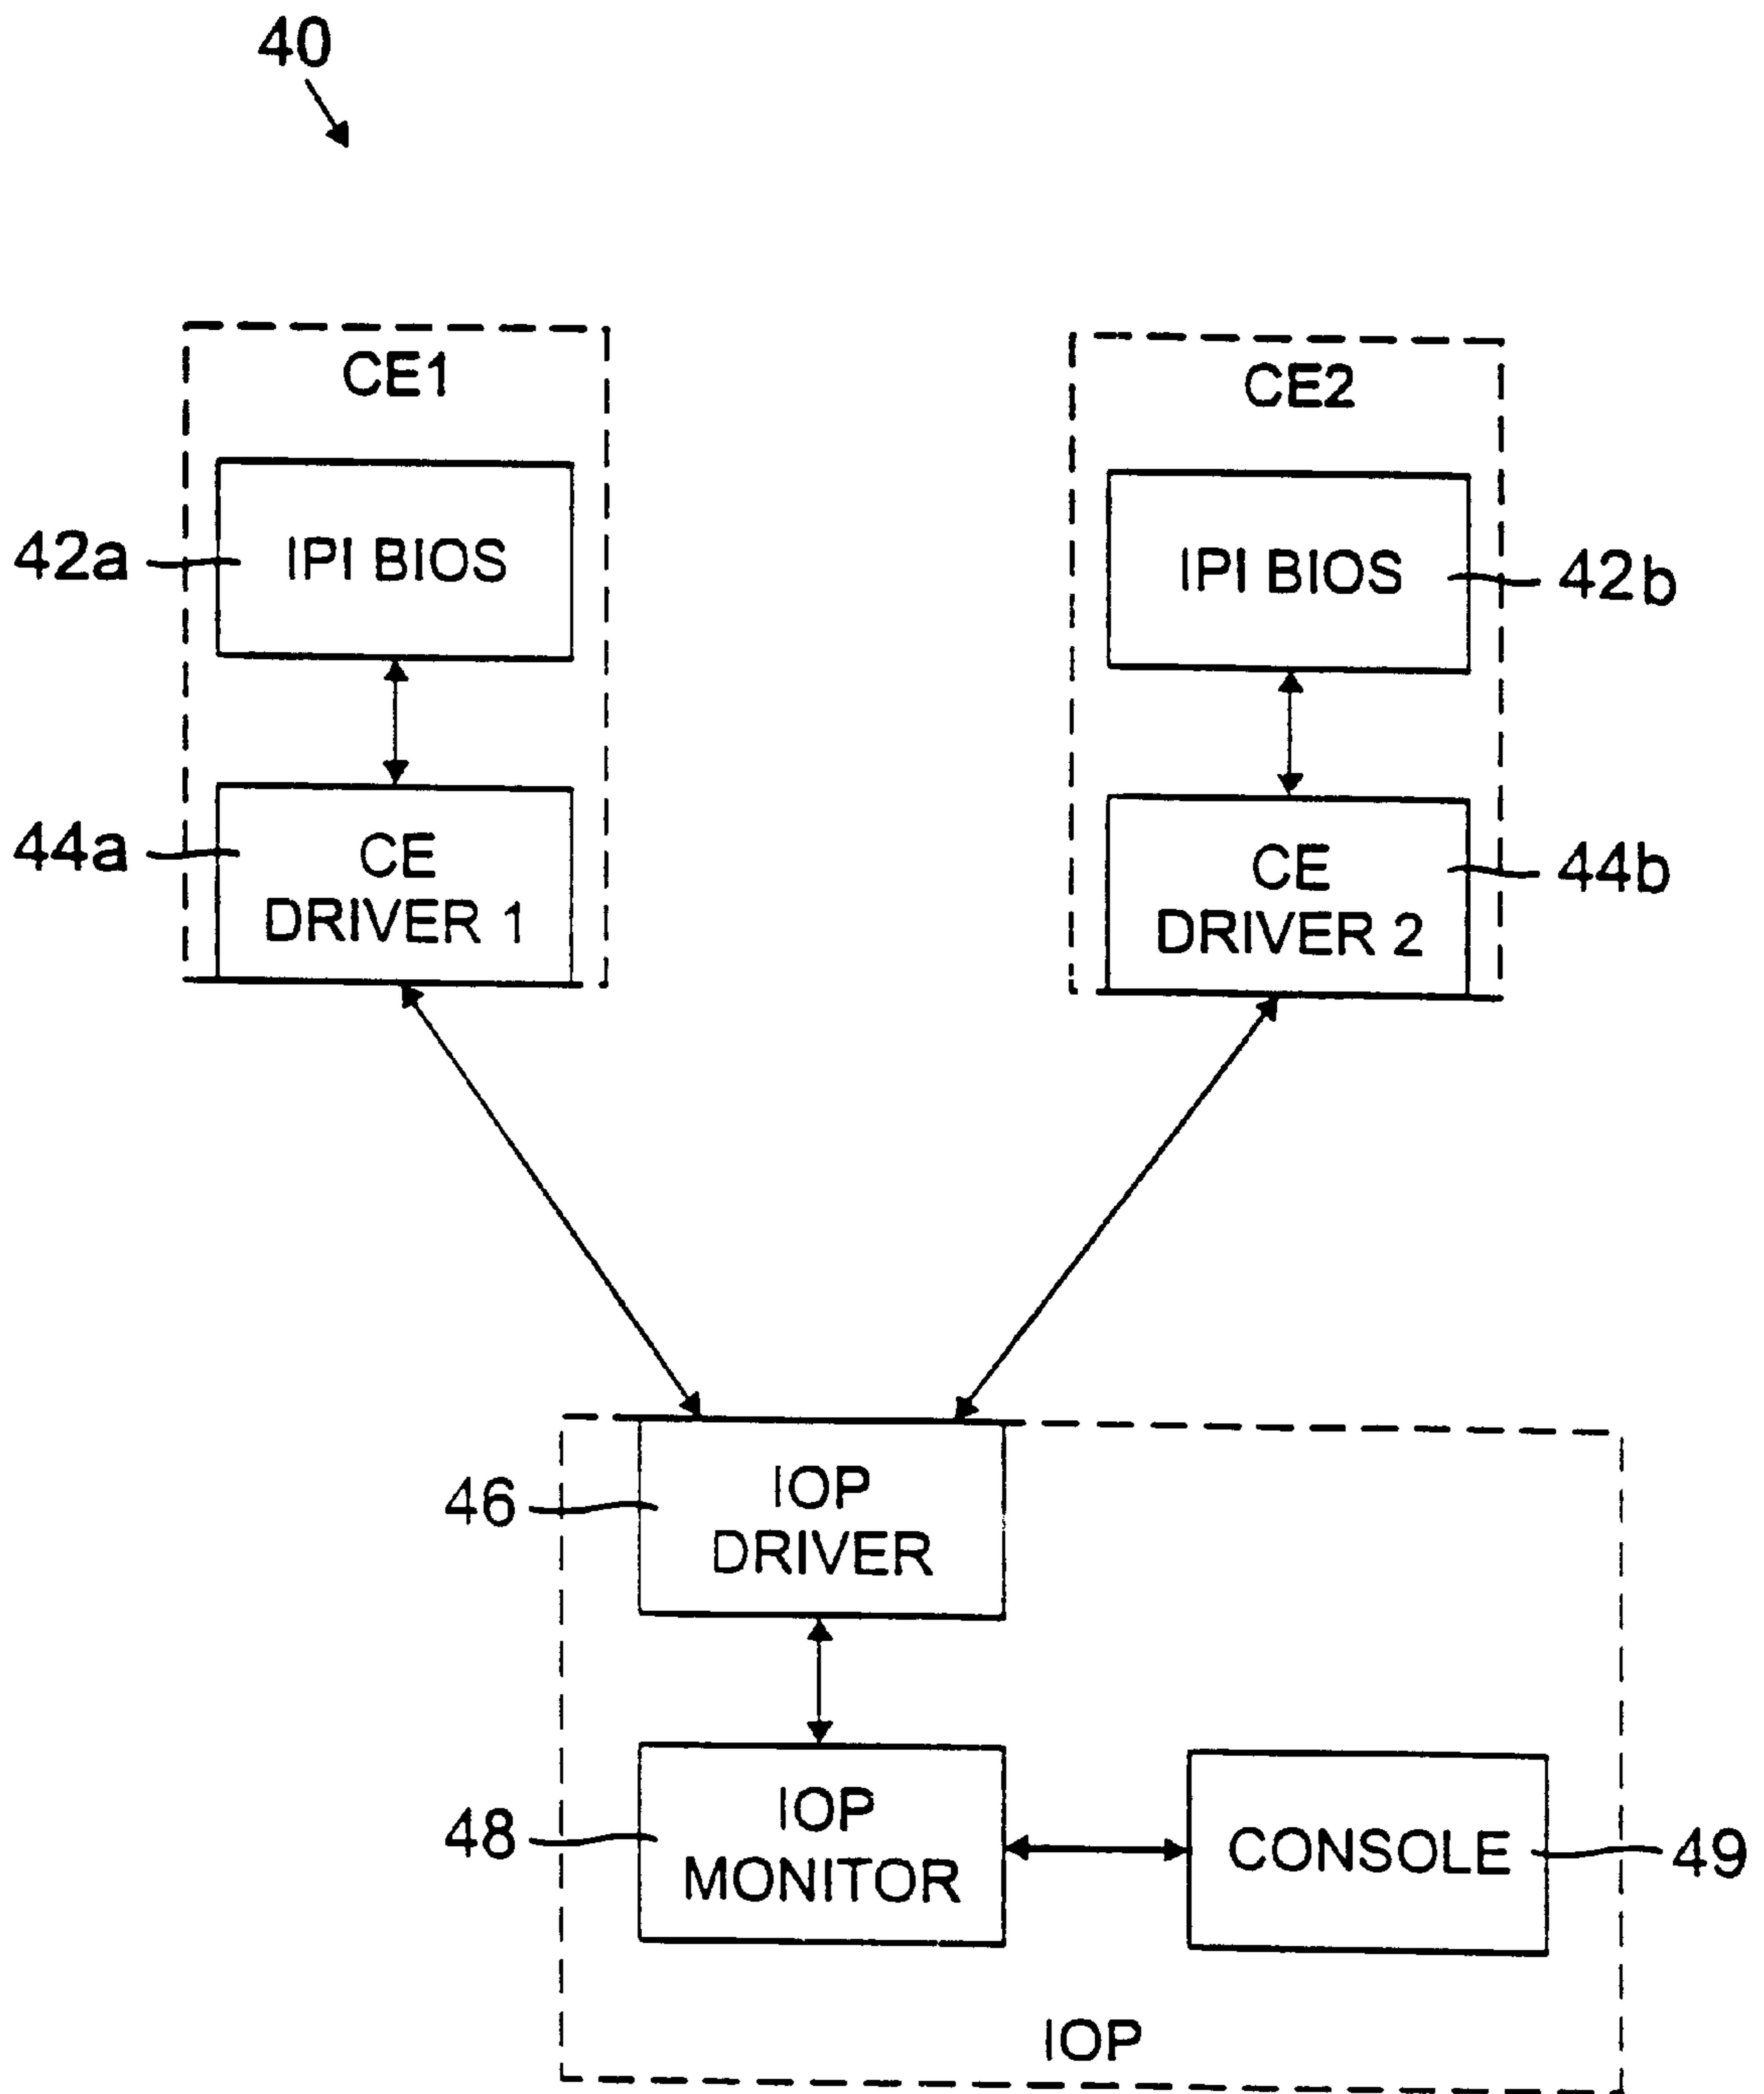 40
CE1
CE2
IPI BIOS
42a
IPI BIOS
42b
44a
CE
DRIVER 1
CE
DRIVER 2
44b
46
IOP
DRIVER
48
IOP
MONITOR
CONSOLE
49
IOP